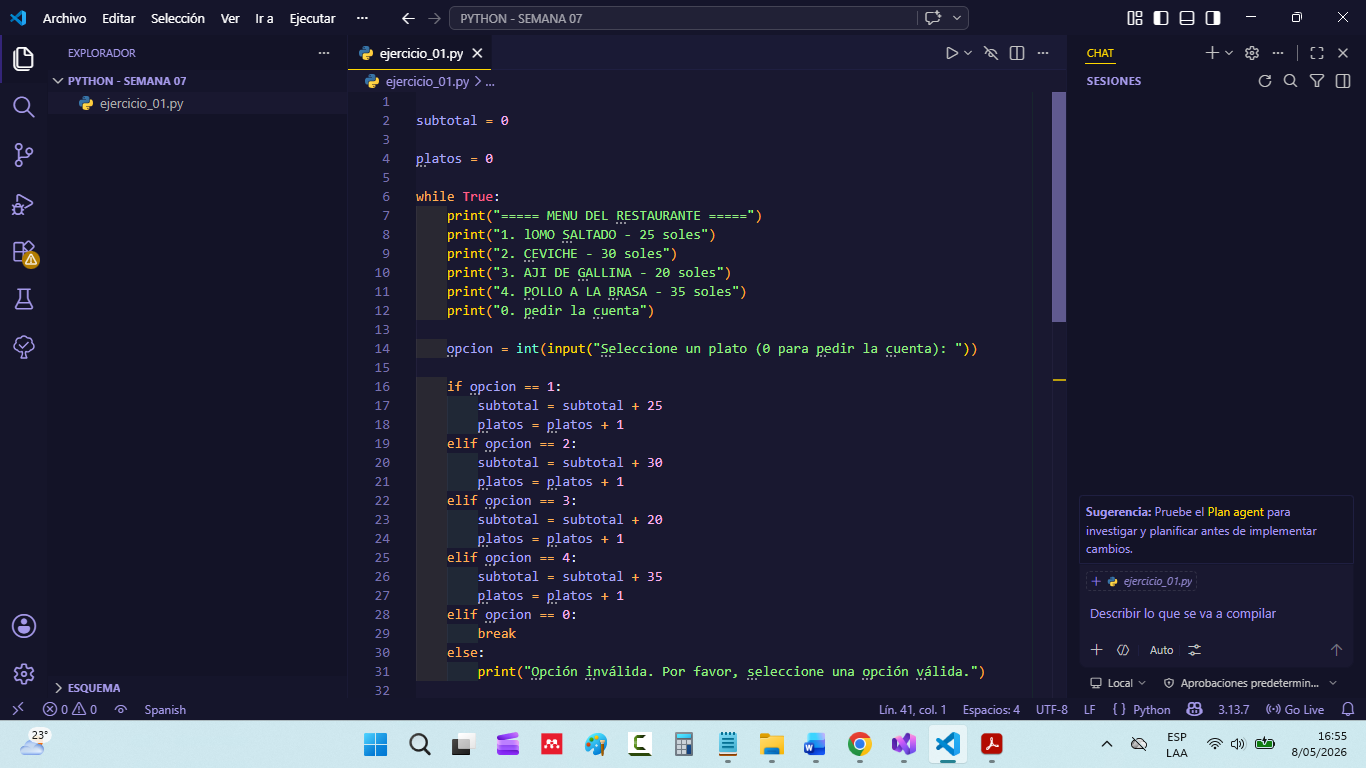 Archivo Editar Selección Ver Ir a Ejecutar ···
PYTHON - SEMANA 07
EXPLORADOR
PYTHON - SEMANA 07
ejercicio_01.py
ESQUEMA
ejercicio_01.py
ejercicio_01.py > ...
1
2 subtotal = 0
3
4 platos = 0
5
6 while True:
7 print("===== MENU DEL RESTAURANTE =====")
8 print("1. lOMO SALTADO - 25 soles")
9 print("2. CEVICHE - 30 soles")
10 print("3. AJI DE GALLINA - 20 soles")
11 print("4. POLLO A LA BRASA - 35 soles")
12 print("0. pedir la cuenta")
13
14 opcion = int(input("Seleccione un plato (0 para pedir la cuenta): "))
15
16 if opcion == 1:
17 subtotal = subtotal + 25
18 platos = platos + 1
19 elif opcion == 2:
20 subtotal = subtotal + 30
21 platos = platos + 1
22 elif opcion == 3:
23 subtotal = subtotal + 20
24 platos = platos + 1
25 elif opcion == 4:
26 subtotal = subtotal + 35
27 platos = platos + 1
28 elif opcion == 0:
29 break
30 else:
31 print("Opción inválida. Por favor, seleccione una opción válida.")
32
CHAT
SESIONES
Sugerencia: Pruebe el Plan agent para
investigar y planificar antes de implementar
cambios.
ejercicio_01.py
Describir lo que se va a compilar
Auto
Local Aprobaciones predetermin...
0 0 Spanish Lín. 41, col. 1 Espacios: 4 UTF-8 LF { } Python 3.13.7 Go Live
23°
ESP
LAA
16:55
8/05/2026